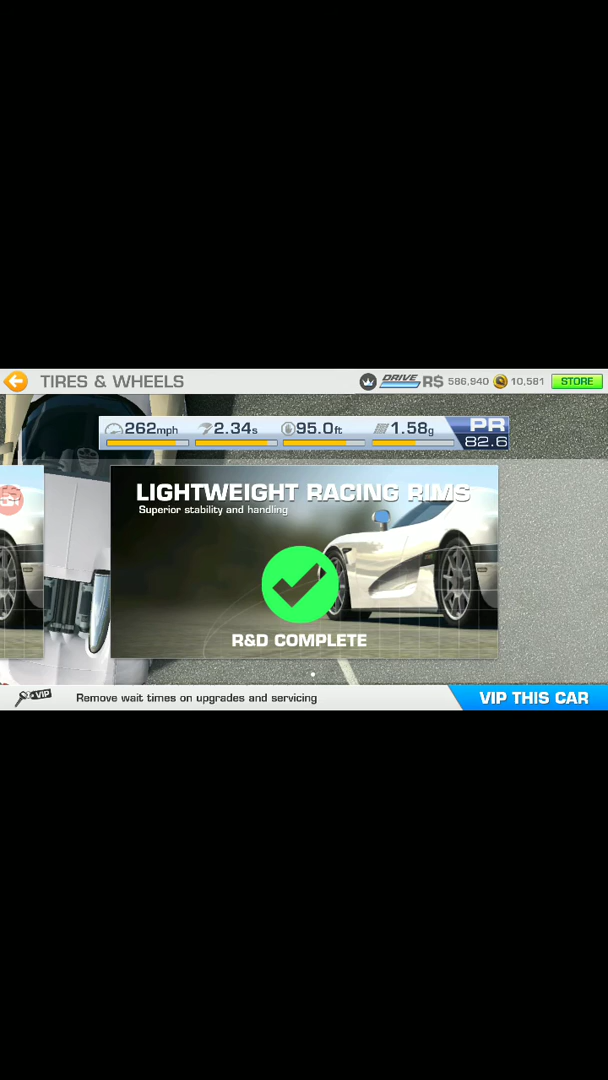 TIRES & WHEELS
DRIVE R$ 586,940 10,581 STORE
262mph 2.34s 95.0ft 1.58g PR
82.6
LIGHTWEIGHT RACING RIMS
Superior stability and handling
R&D COMPLETE
VIP Remove wait times on upgrades and servicing VIP THIS CAR